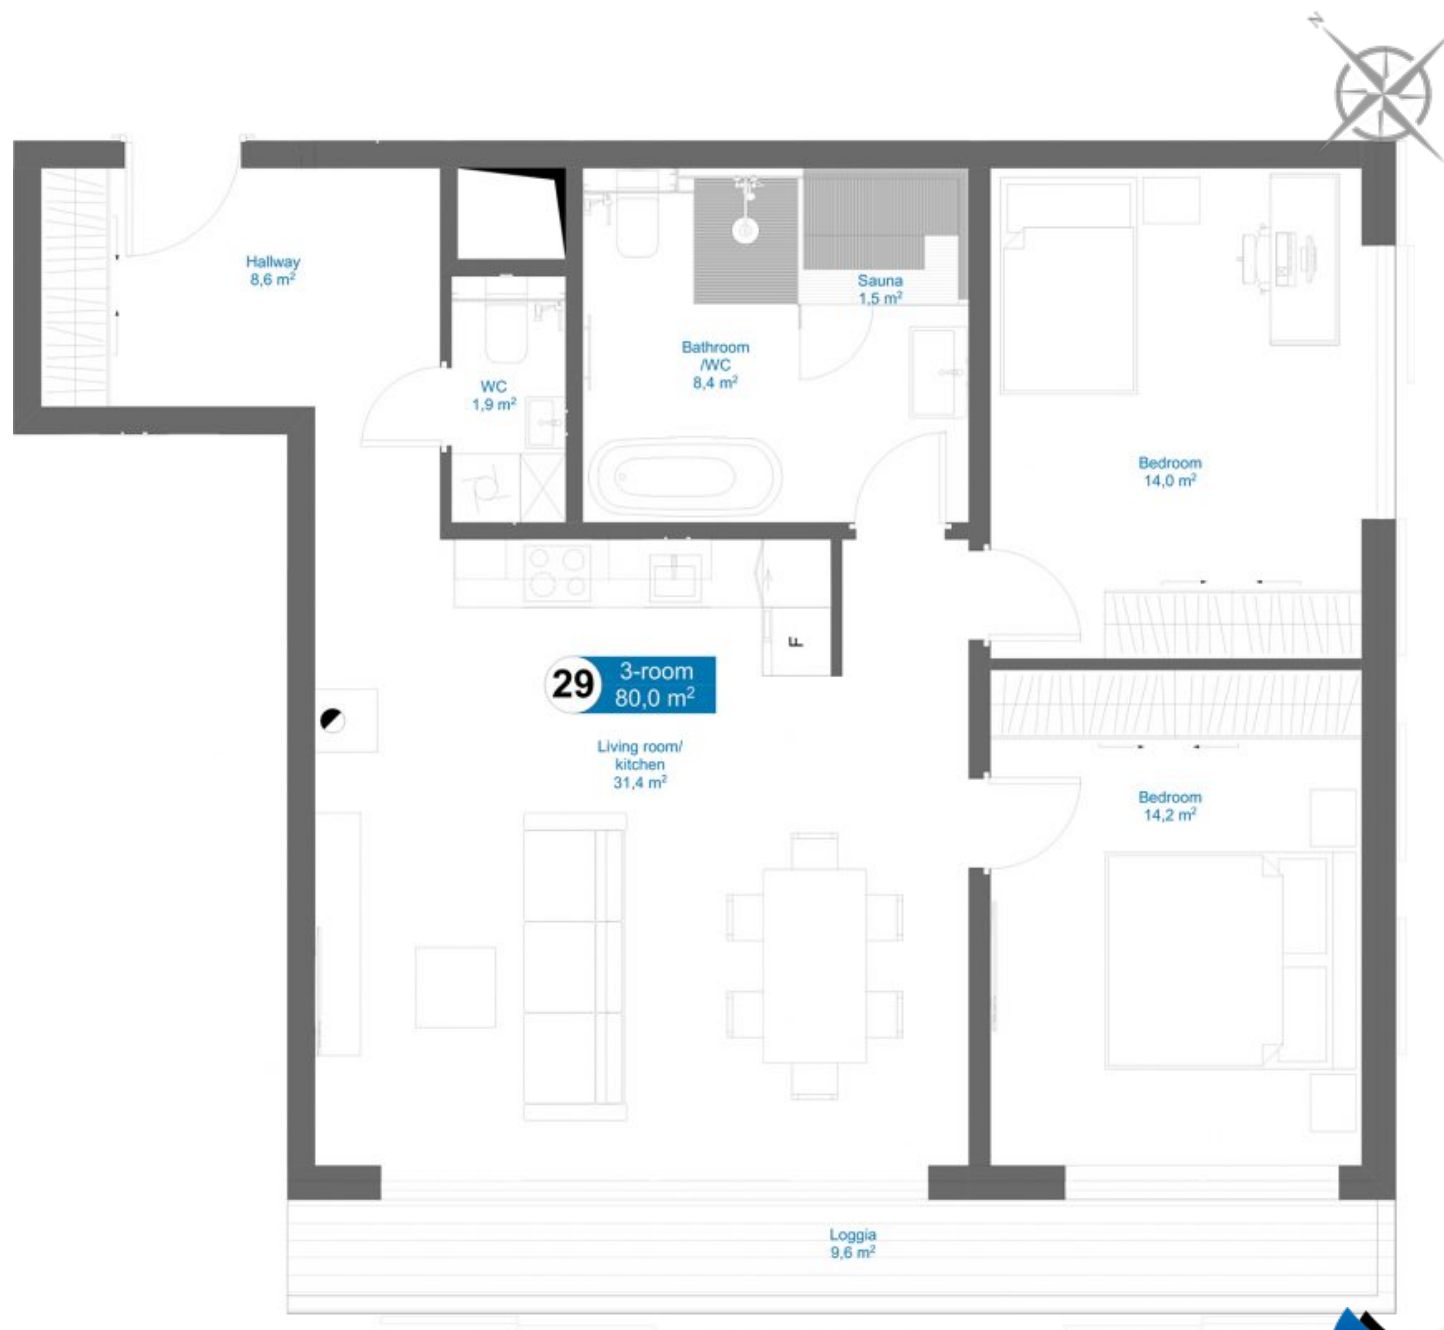 N
Hallway
8,6 m²
Sauna
1,5 m²
Bathroom
/WC
8,4 m²
WC
1,9 m²
Bedroom
14,0 m²
F
29
3-room
80,0 m²
Living room/
kitchen
31,4 m²
Bedroom
14,2 m²
Loggia
9,6 m²